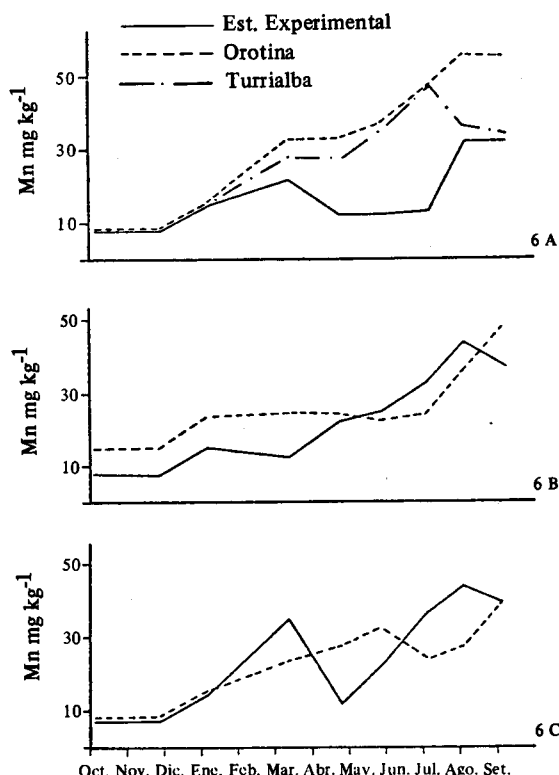 Est. Experimental
Orotina
Turrialba
Mn mg kg-1
50
30
10
6 A
Mn mg kg-1
50
30
10
6 B
Mn mg kg-1
50
30
10
6 C
Oct. Nov. Dic. Ene. Feb. Mar. Abr. May. Jun. Jul. Ago. Set.